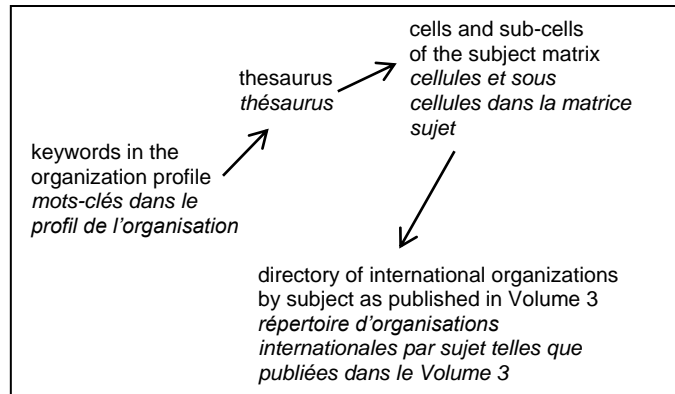 keywords in the
organization profile
mots-clés dans le
profil de l'organisation
thesaurus
thésaurus
cells and sub-cells
of the subject matrix
cellules et sous
cellules dans la matrice
sujet
directory of international organizations
by subject as published in Volume 3
répertoire d'organisations
internationales par sujet telles que
publiées dans le Volume 3